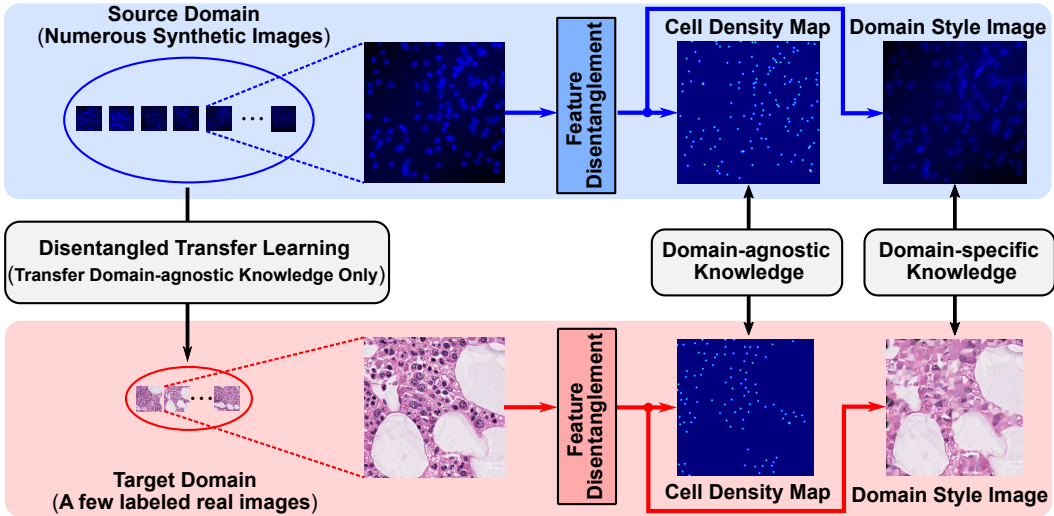 Source Domain
(Numerous Synthetic Images)
Feature
Disentanglement
Cell Density Map
Domain Style Image
Disentangled Transfer Learning
(Transfer Domain-agnostic Knowledge Only)
Domain-agnostic
Knowledge
Domain-specific
Knowledge
Target Domain
(A few labeled real images)
Feature
Disentanglement
Cell Density Map
Domain Style Image